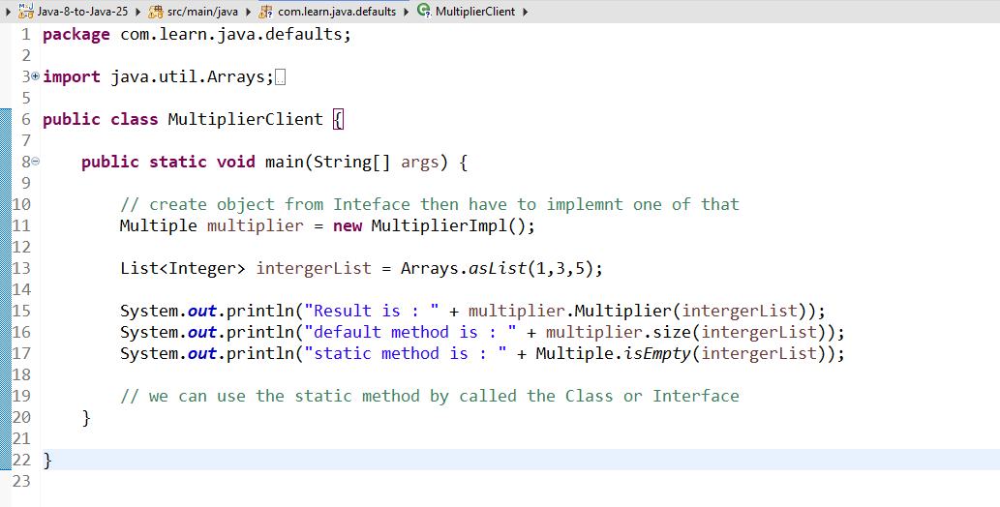 Java-8-to-Java-25 src/main/java com.learn.java.defaults MultiplierClient
1 package com.learn.java.defaults;
2
3 import java.util.Arrays;
5
6 public class MultiplierClient {
7
8 public static void main(String[] args) {
9
10 // create object from Inteface then have to implemnt one of that
11 Multiple multiplier = new MultiplierImpl();
12
13 List<Integer> intergerList = Arrays.asList(1,3,5);
14
15 System.out.println("Result is : " + multiplier.Multiplier(intergerList));
16 System.out.println("default method is : " + multiplier.size(intergerList));
17 System.out.println("static method is : " + Multiple.isEmpty(intergerList));
18
19 // we can use the static method by called the Class or Interface
20 }
21
22 }
23